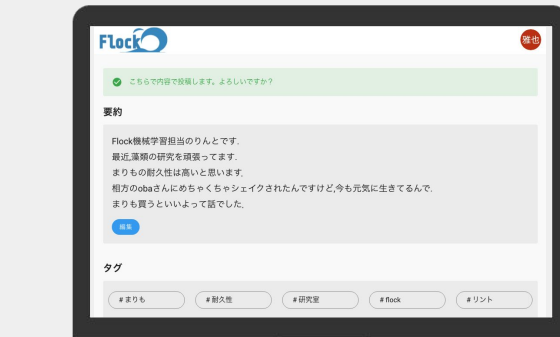 Flock
雅也
こちらで内容で投稿します。よろしいですか？
要約
Flock機械学習担当のりんとです.
最近,藻類の研究を頑張ってます.
まりもの耐久性は高いと思います.
相方のobaさんにめちゃくちゃシェイクされたんですけど,今も元気に生きてるんで.
まりも買うといいよって話でした.
編集
タグ
# まりも
# 耐久性
# 研究室
# flock
# リント